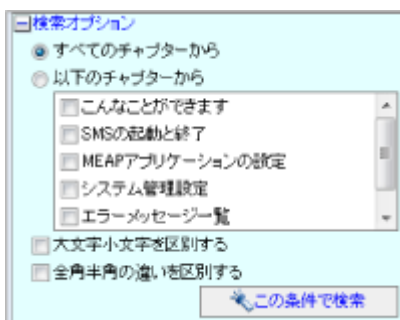 検索オプション
すべてのチャプターから
以下のチャプターから
こんなことができます
SMSの起動と終了
MEAPアプリケーションの設定
システム管理設定
エラーメッセージ一覧
大文字小文字を区別する
全角半角の違いを区別する
この条件で検索